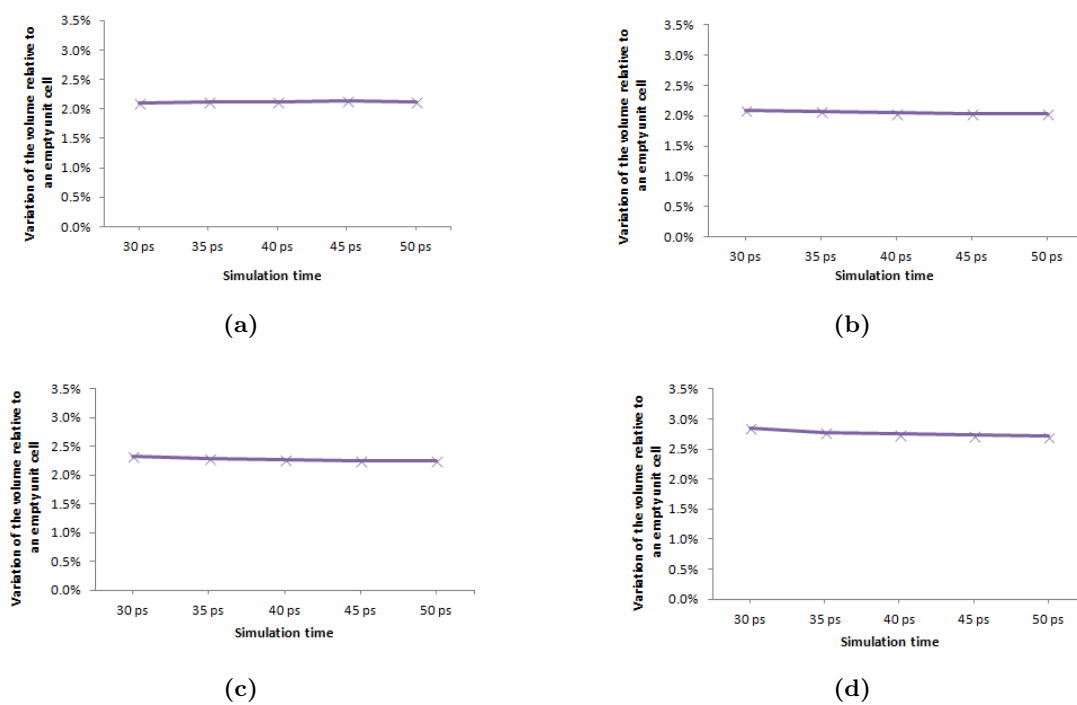 Variation of the volume relative to
an empty unit cell
3.5%
3.0%
2.5%
2.0%
1.5%
1.0%
0.5%
0.0%
30 ps 35 ps 40 ps 45 ps 50 ps
Simulation time
(a)
Variation of the volume relative to
an empty unit cell
3.5%
3.0%
2.5%
2.0%
1.5%
1.0%
0.5%
0.0%
30 ps 35 ps 40 ps 45 ps 50 ps
Simulation time
(b)
Variation of the volume relative to
an empty unit cell
3.5%
3.0%
2.5%
2.0%
1.5%
1.0%
0.5%
0.0%
30 ps 35 ps 40 ps 45 ps 50 ps
Simulation time
(c)
Variation of the volume relative to
an empty unit cell
3.5%
3.0%
2.5%
2.0%
1.5%
1.0%
0.5%
0.0%
30 ps 35 ps 40 ps 45 ps 50 ps
Simulation time
(d)